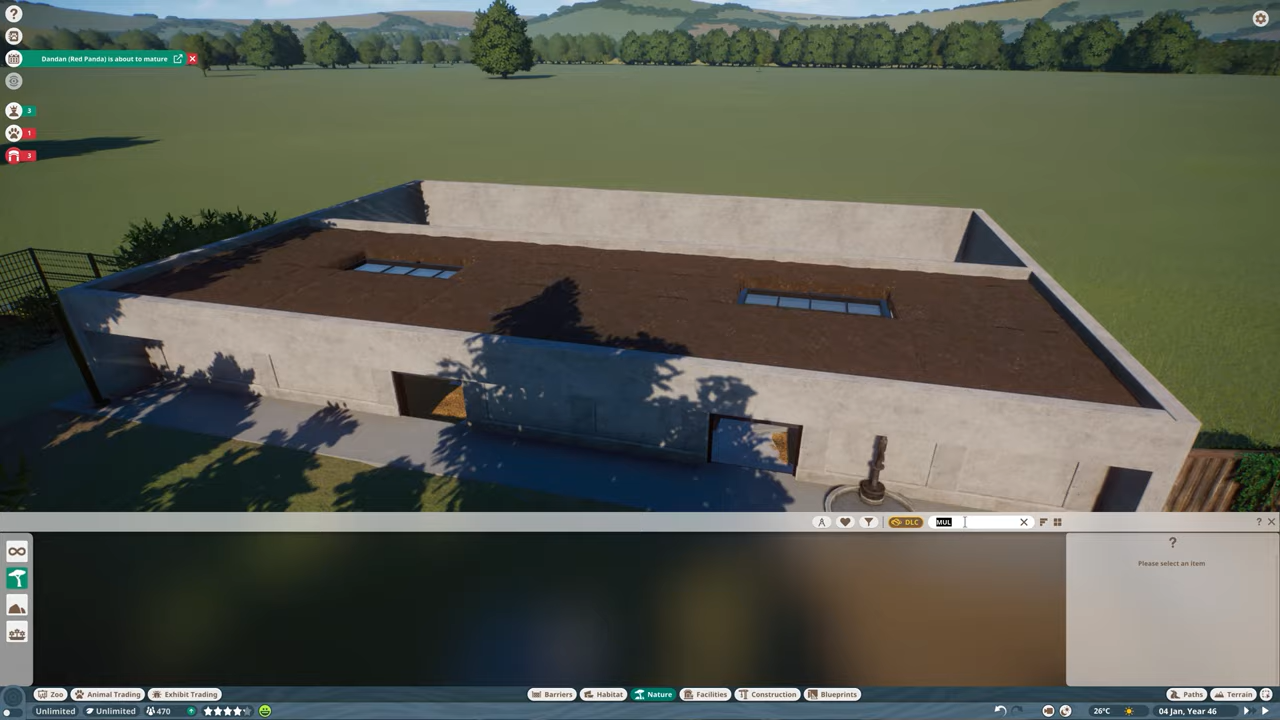 ?
Dandan (Red Panda) is about to mature
3
1
3
DLC
MUL
?
?
Please select an item
Zoo
Animal Trading
Exhibit Trading
Barriers
Habitat
Nature
Facilities
Construction
Blueprints
Paths
Terrain
Unlimited
Unlimited
470
26°C
04 Jan, Year 46